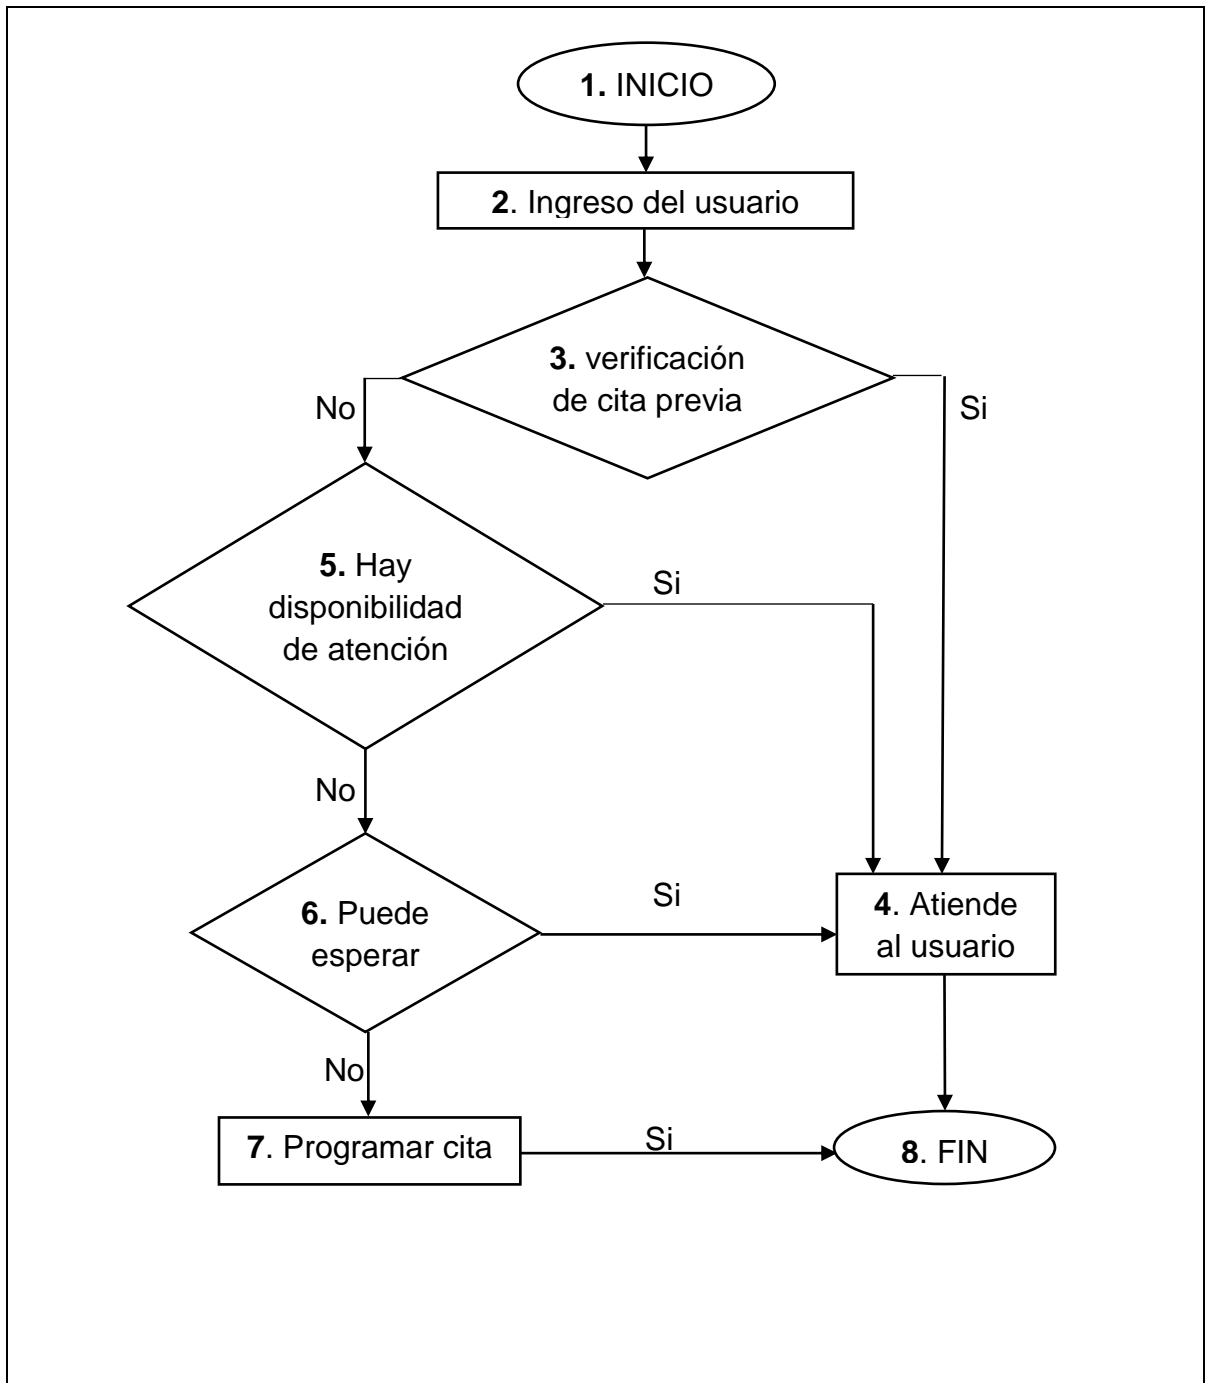 1. INICIO
2. Ingreso del usuario
3. verificación
de cita previa
No
Si
5. Hay
disponibilidad
de atención
Si
No
6. Puede
esperar
Si
4. Atiende
al usuario
No
7. Programar cita
Si
8. FIN